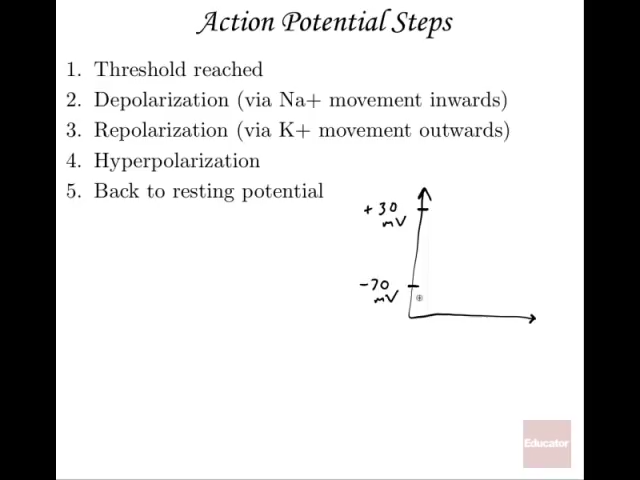 Action Potential Steps
1. Threshold reached
2. Depolarization (via Na+ movement inwards)
3. Repolarization (via K+ movement outwards)
4. Hyperpolarization
5. Back to resting potential
+30
mV
-70
mV
Educator